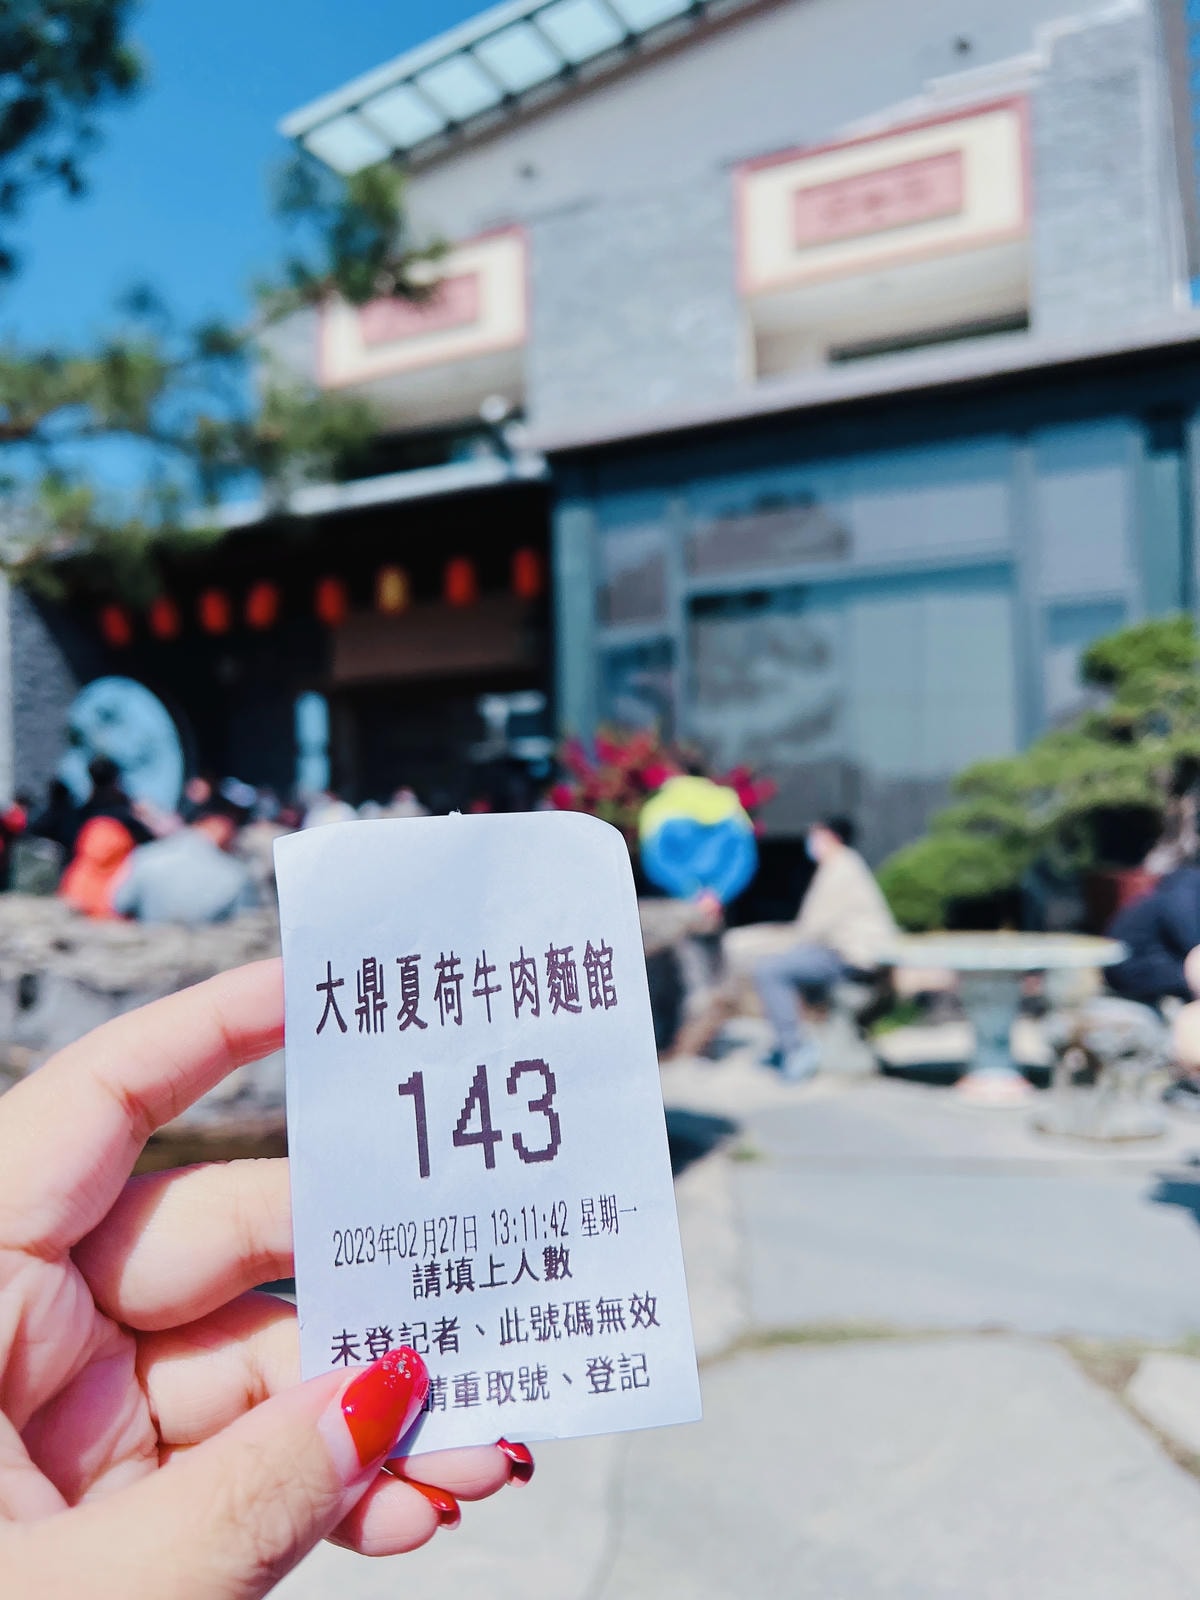 大鼎夏荷牛肉麵館
143
2023年02月27日 13:11:42 星期一
請填上人數
未登記者、此號碼無效
請重取號、登記